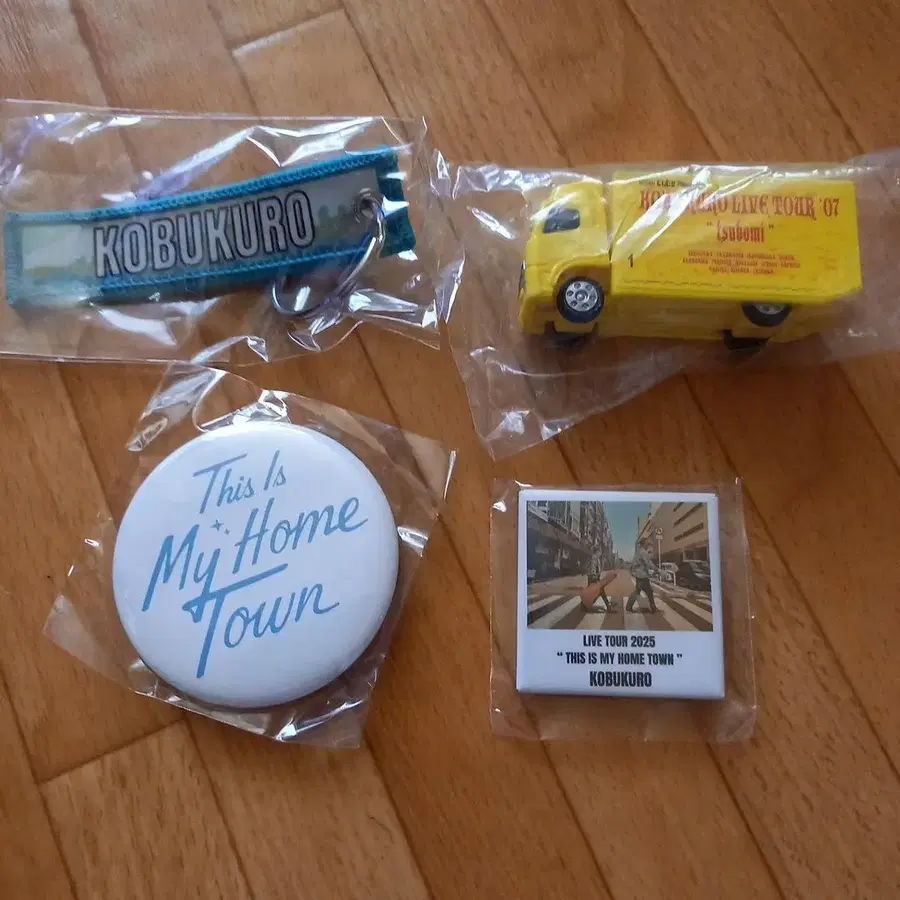 KOBUKURO
KOBUKURO LIVE TOUR '07
"tsubomi"
This Is
My Home
Town
LIVE TOUR 2025
" THIS IS MY HOME TOWN "
KOBUKURO